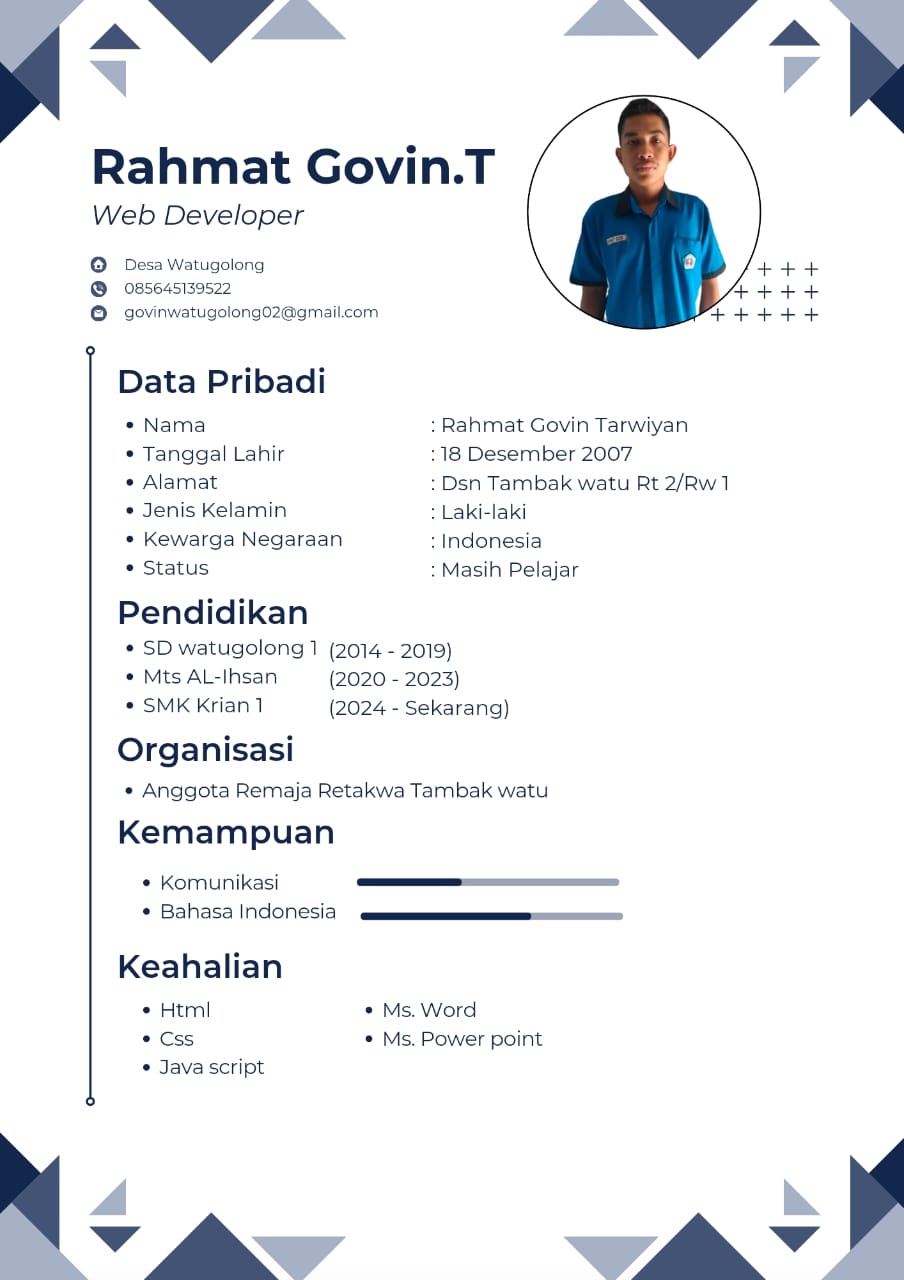 Rahmat Govin.T
Web Developer
Desa Watugolong
085645139522
govinwatugolong02@gmail.com
Data Pribadi
Nama : Rahmat Govin Tarwiyan
Tanggal Lahir : 18 Desember 2007
Alamat : Dsn Tambak watu Rt 2/Rw 1
Jenis Kelamin : Laki-laki
Kewarga Negaraan : Indonesia
Status : Masih Pelajar
Pendidikan
SD watugolong 1 (2014 - 2019)
Mts AL-Ihsan (2020 - 2023)
SMK Krian 1 (2024 - Sekarang)
Organisasi
Anggota Remaja Retakwa Tambak watu
Kemampuan
Komunikasi
Bahasa Indonesia
Keahalian
Html Ms. Word
Css Ms. Power point
Java script